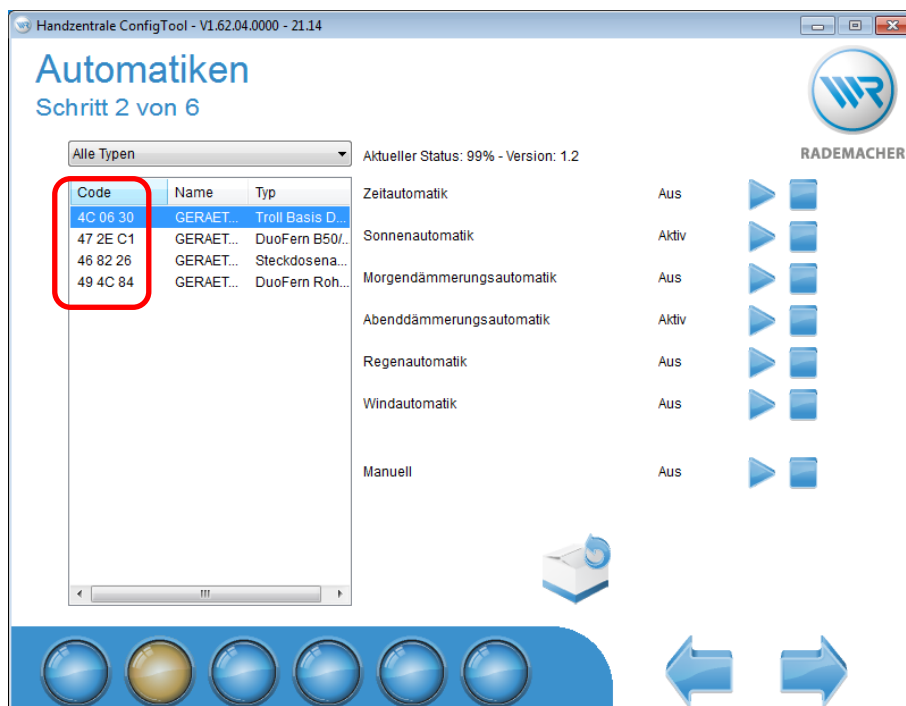 Handzentrale ConfigTool - V1.62.04.0000 - 21.14
Automatiken
Schritt 2 von 6
RADEMACHER
Alle Typen
Aktueller Status: 99% - Version: 1.2
Code Name Typ
4C 06 30 GERAET... Troll Basis D...
47 2E C1 GERAET... DuoFern B50/..
46 82 26 GERAET... Steckdosena...
49 4C 84 GERAET... DuoFern Roh...
Zeitautomatik Aus
Sonnenautomatik Aktiv
Morgendämmerungsautomatik Aus
Abenddämmerungsautomatik Aktiv
Regenautomatik Aus
Windautomatik Aus
Manuell Aus